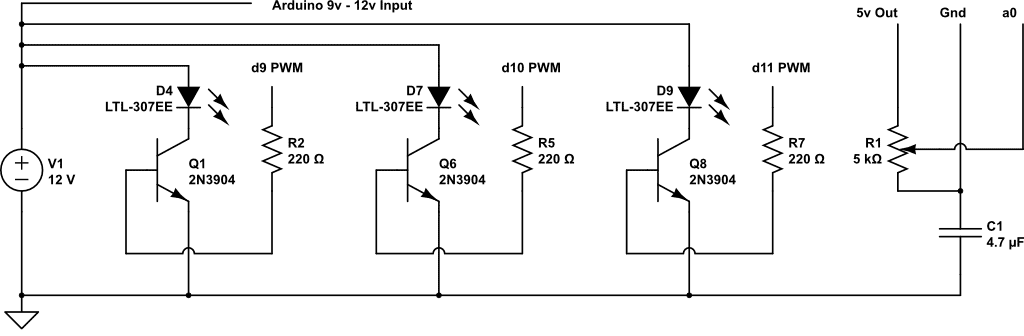 Arduino 9v - 12v Input
5v Out
Gnd
a0
d9 PWM
d10 PWM
d11 PWM
D4
LTL-307EE
D7
LTL-307EE
D9
LTL-307EE
R2
220 Ω
R5
220 Ω
R7
220 Ω
R1
5 kΩ
V1
12 V
Q1
2N3904
Q6
2N3904
Q8
2N3904
C1
4.7 µF